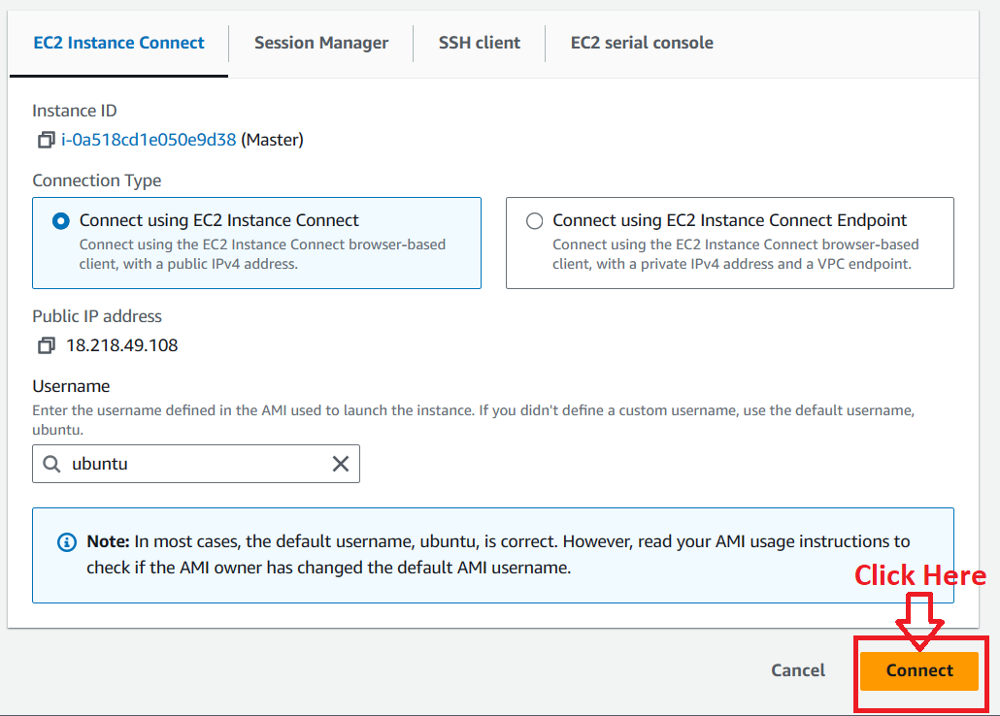 EC2 Instance Connect
Session Manager
SSH client
EC2 serial console
Instance ID
i-0a518cd1e050e9d38 (Master)
Connection Type
Connect using EC2 Instance Connect
Connect using the EC2 Instance Connect browser-based
client, with a public IPv4 address.
Connect using EC2 Instance Connect Endpoint
Connect using the EC2 Instance Connect browser-based
client, with a private IPv4 address and a VPC endpoint.
Public IP address
18.218.49.108
Username
Enter the username defined in the AMI used to launch the instance. If you didn't define a custom username, use the default username,
ubuntu.
ubuntu
Note: In most cases, the default username, ubuntu, is correct. However, read your AMI usage instructions to
check if the AMI owner has changed the default AMI username.
Click Here
Cancel
Connect